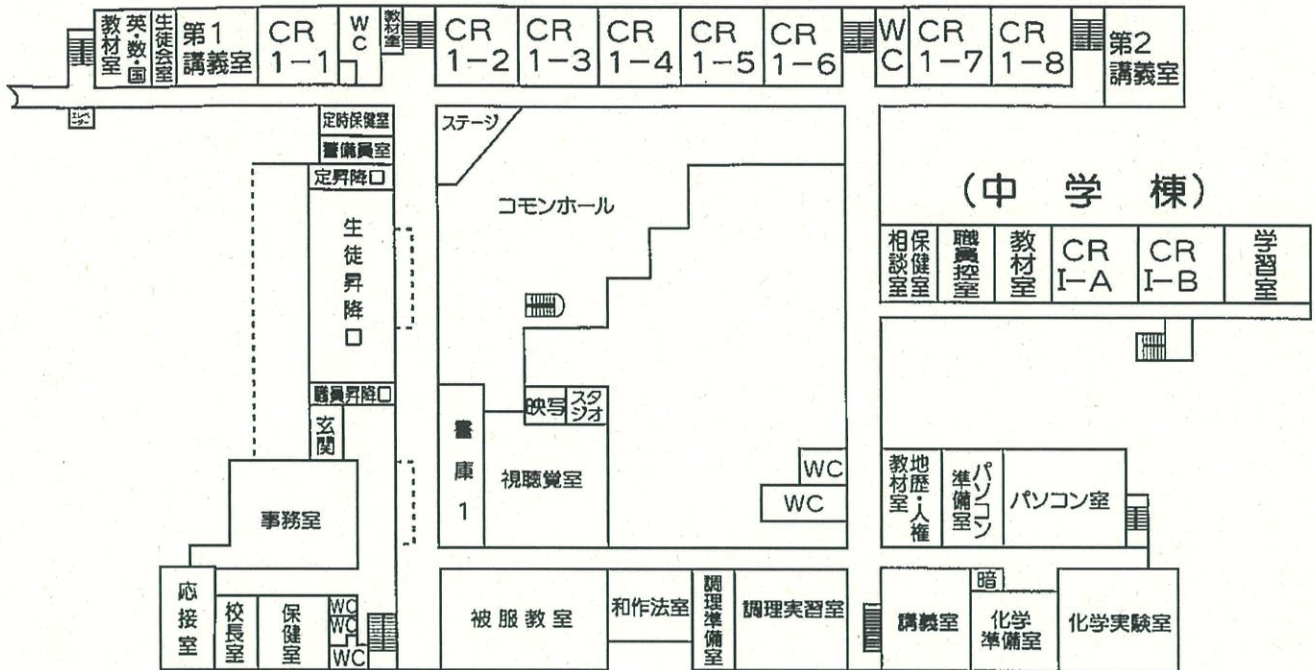 教材室
英・数・国
生徒会室
第1
講義室
CR
1-1
WC
教材室
CR
1-2
CR
1-3
CR
1-4
CR
1-5
CR
1-6
WC
CR
1-7
CR
1-8
第2
講義室
定時保健室
警備員室
定昇降口
生徒昇降口
職員昇降口
玄関
事務室
応接室
校長室
保健室
WC
WC
WC
ステージ
コモンホール
書庫1
映写
スタジオ
視聴覚室
WC
WC
(中学棟)
相談室
保健室
職員控室
教材室
CR
I-A
CR
I-B
学習室
教材室
地歴・人権
準備室
パソコン
パソコン室
被服教室
和作法室
調理準備室
調理実習室
講義室
暗
化学
準備室
化学実験室